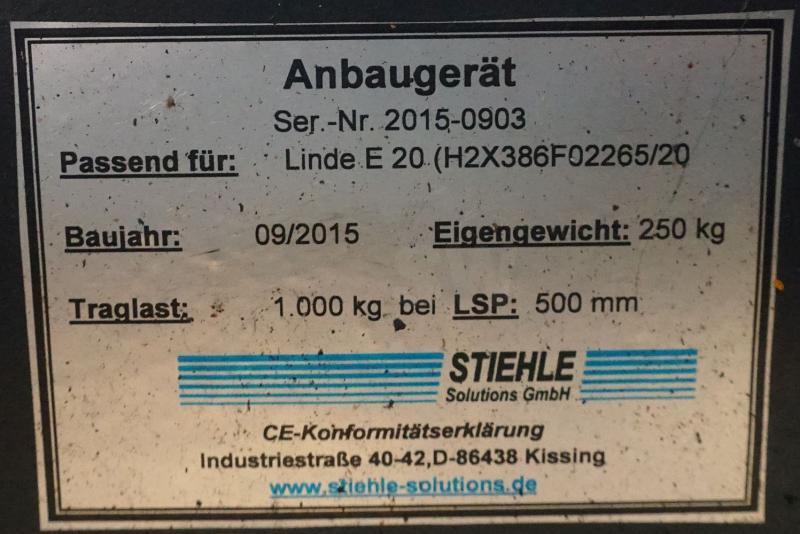 Anbaugerät
Ser.-Nr. 2015-0903
Passend für: Linde E 20 (H2X386F02265/20
Baujahr: 09/2015 Eigengewicht: 250 kg
Traglast: 1.000 kg bei LSP: 500 mm
STIEHLE
Solutions GmbH
CE-Konformitätserklärung
Industriestraße 40-42,D-86438 Kissing
www.stiehle-solutions.de